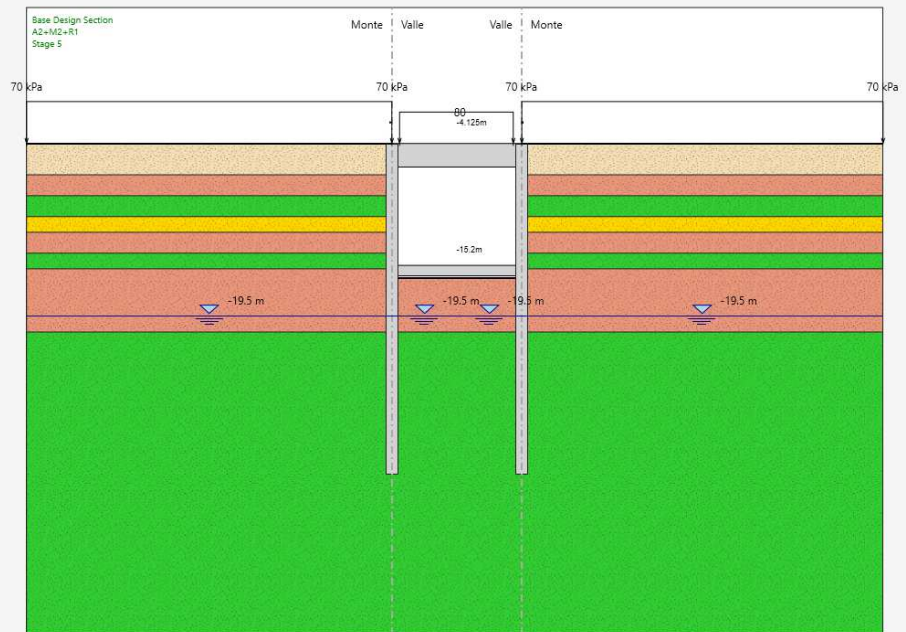 Base Design Section
A2+M2+R1
Stage 5
Monte Valle Valle Monte
70 kPa 70 kPa 70 kPa 70 kPa
80
-4.125m
-15.2m
-19.5 m -19.5 m -19.5 m -19.5 m